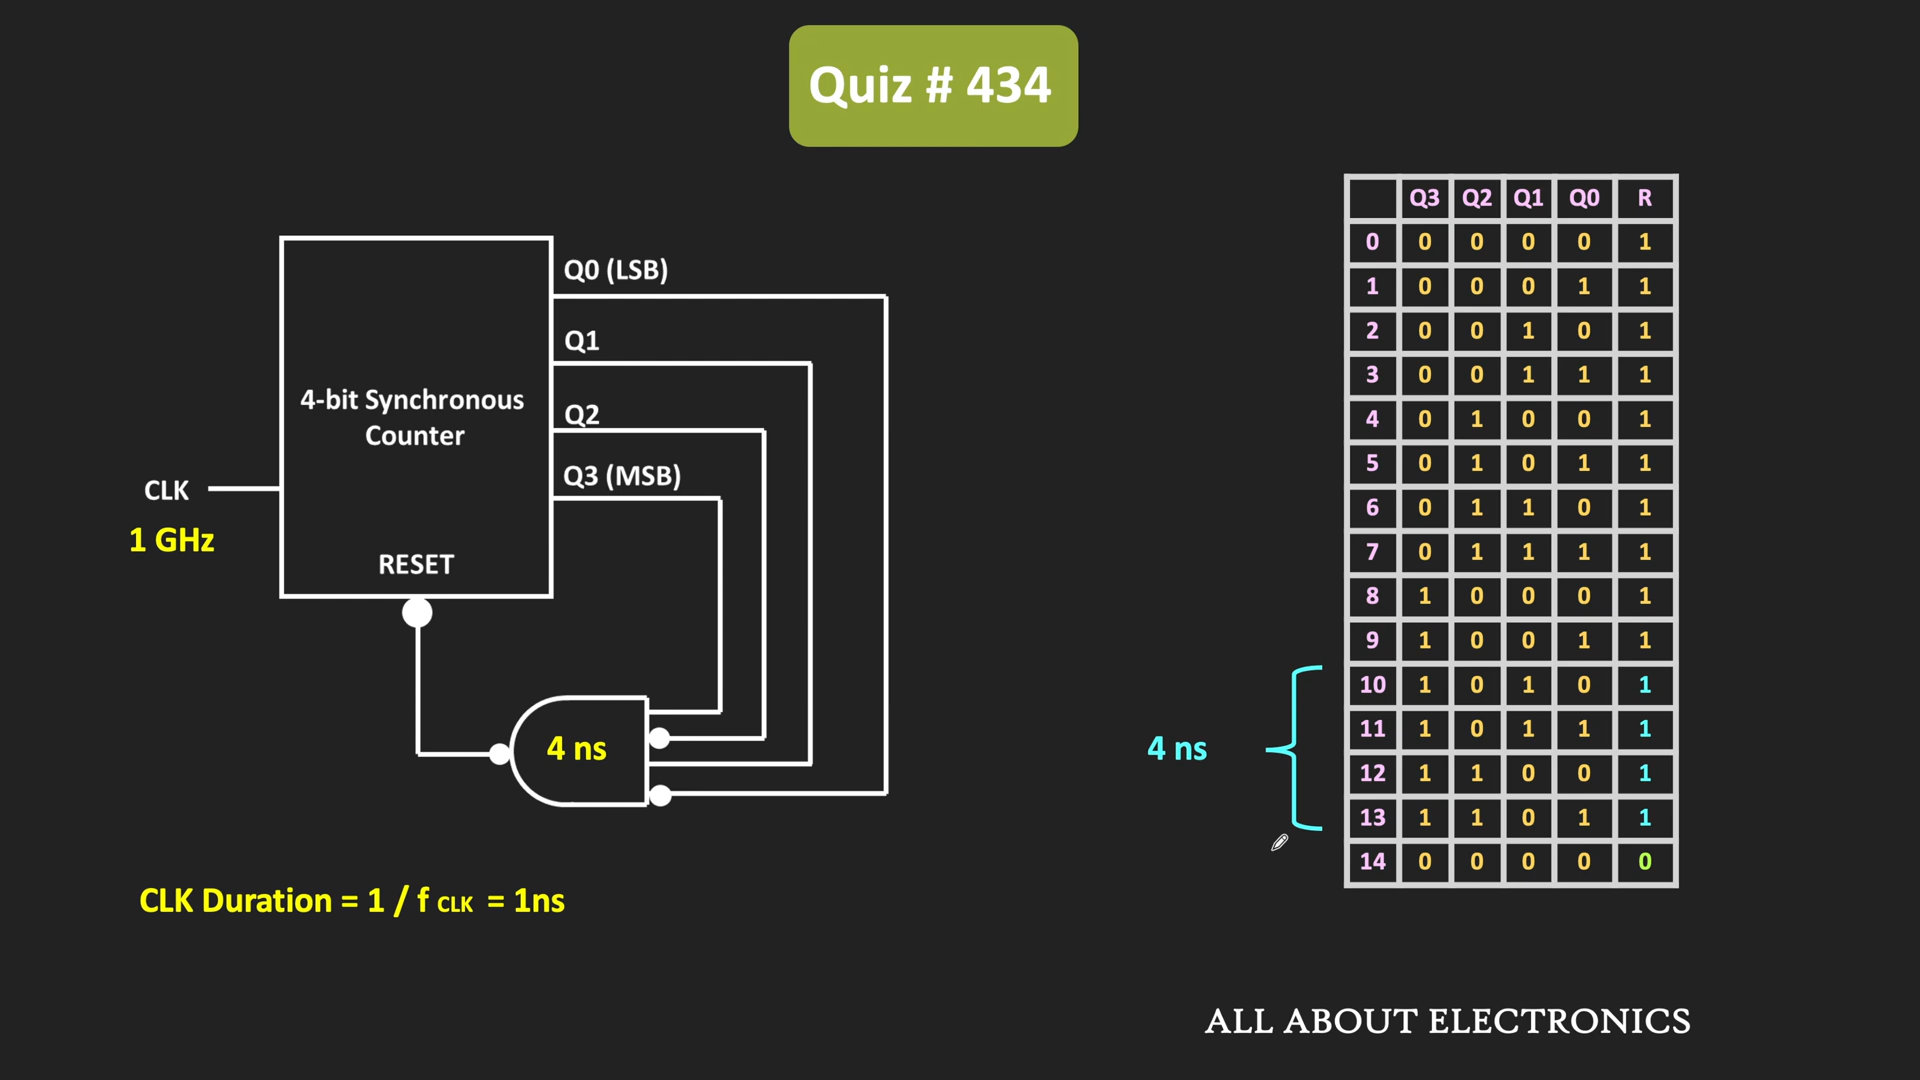 Quiz # 434
Q0 (LSB)
Q1
4-bit Synchronous
Counter
Q2
Q3 (MSB)
CLK
1 GHz
RESET
4 ns
CLK Duration = 1 / f CLK = 1ns
Q3 Q2 Q1 Q0 R
0 0 0 0 0 1
1 0 0 0 1 1
2 0 0 1 0 1
3 0 0 1 1 1
4 0 1 0 0 1
5 0 1 0 1 1
6 0 1 1 0 1
7 0 1 1 1 1
8 1 0 0 0 1
9 1 0 0 1 1
10 1 0 1 0 1
11 1 0 1 1 1
12 1 1 0 0 1
13 1 1 0 1 1
14 0 0 0 0 0
4 ns
ALL ABOUT ELECTRONICS